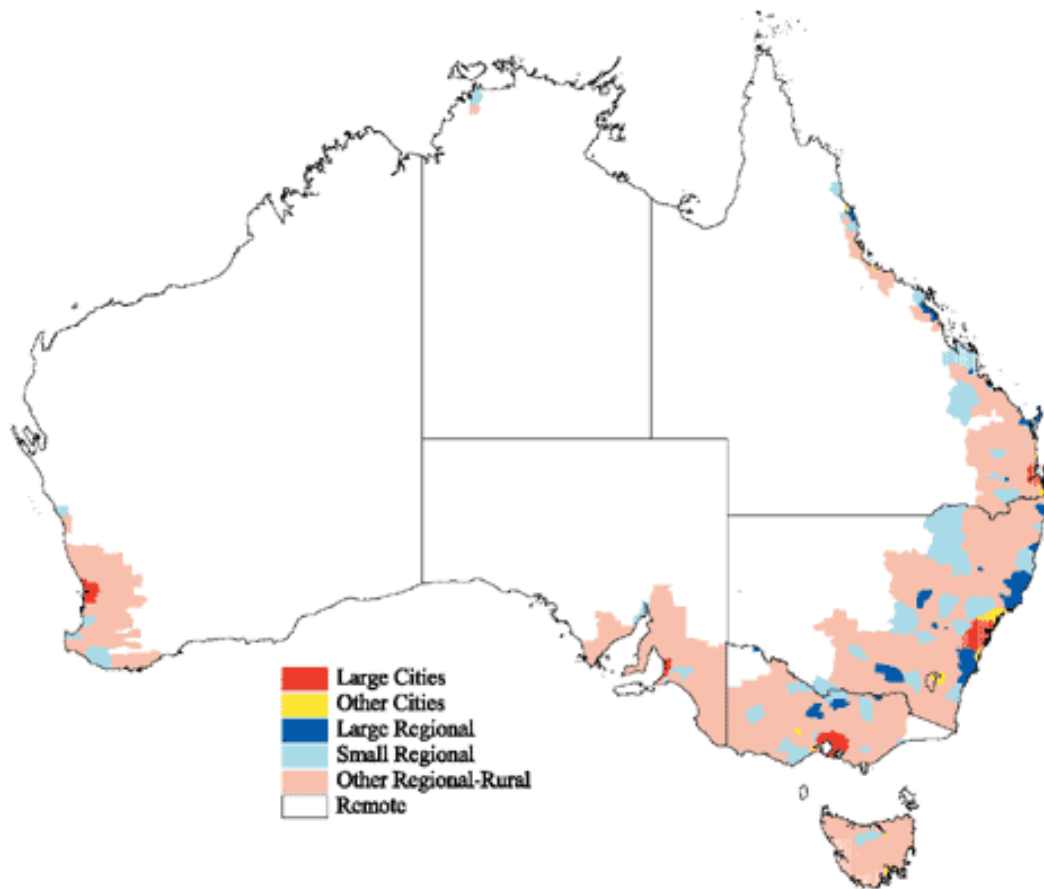 Large Cities
Other Cities
Large Regional
Small Regional
Other Regional-Rural
Remote